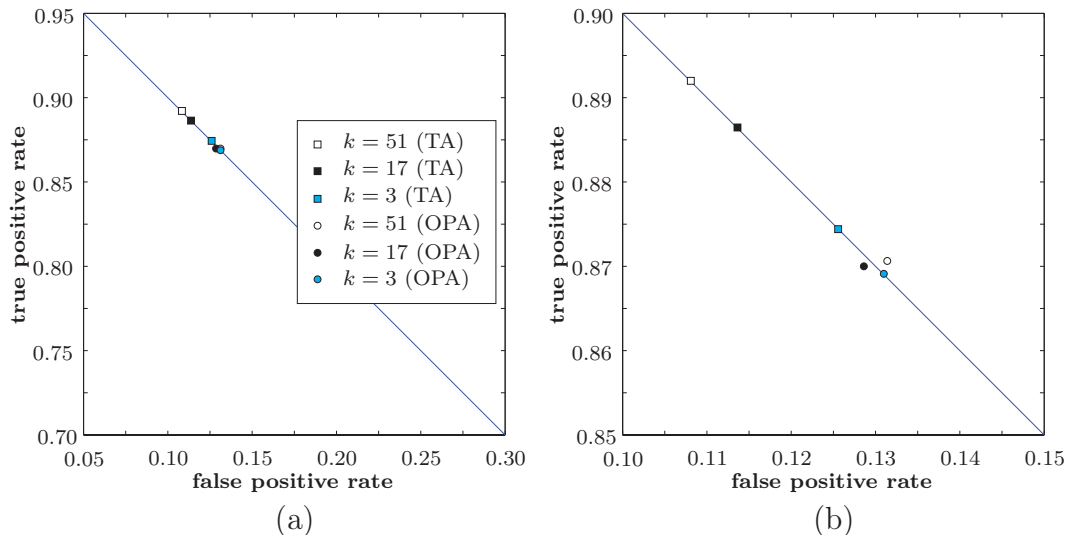 0.95
0.90
0.85
0.80
0.75
0.70
0.05 0.10 0.15 0.20 0.25 0.30
true positive rate
false positive rate
k = 51 (TA)
k = 17 (TA)
k = 3 (TA)
k = 51 (OPA)
k = 17 (OPA)
k = 3 (OPA)
(a)
0.90
0.89
0.88
0.87
0.86
0.85
0.10 0.11 0.12 0.13 0.14 0.15
true positive rate
false positive rate
(b)